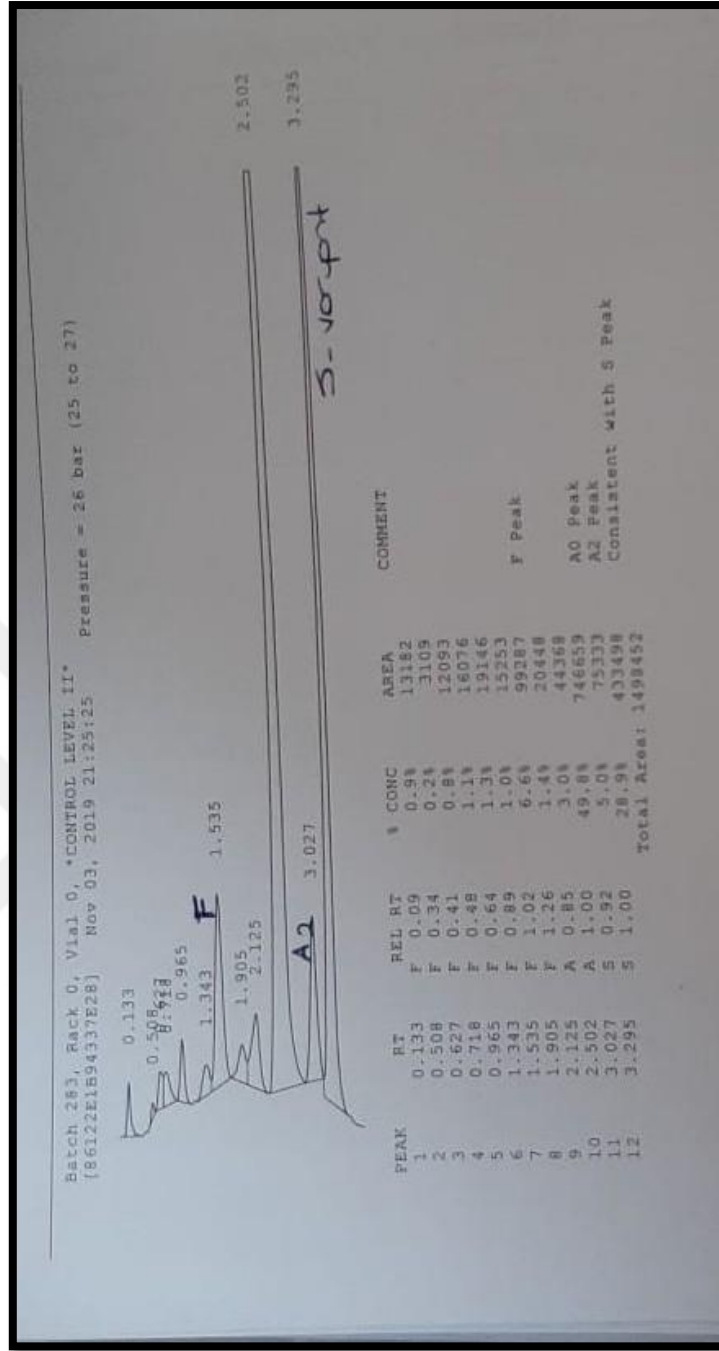 Batch 283, Rack 0, Vial 0, "CONTROL LEVEL II"
[86122E1B94337E28] Nov 03, 2019 21:25:25 Pressure = 26 bar (25 to 27)
0.133
0.508
0.627
0.718
0.965
1.343
F 1.535
1.905
2.125
2.502
A2 3.027
3.295
PEAK RT REL RT % CONC AREA COMMENT
1 0.133 F 0.09 0.9% 13182
2 0.508 F 0.34 0.2% 3109
3 0.627 F 0.41 0.8% 12093
4 0.718 F 0.48 1.1% 16076
5 0.965 F 0.64 1.3% 19146
6 1.343 F 0.89 1.0% 15253
7 1.535 F 1.02 6.6% 99287 F Peak
8 1.905 F 1.26 1.4% 20448
9 2.125 A 0.85 3.0% 44368
10 2.502 A 1.00 49.8% 746659 A0 Peak
11 3.027 S 0.92 5.0% 75333 A2 Peak
12 3.295 S 1.00 28.9% 433498 Consistent with S Peak
Total Area: 1498452